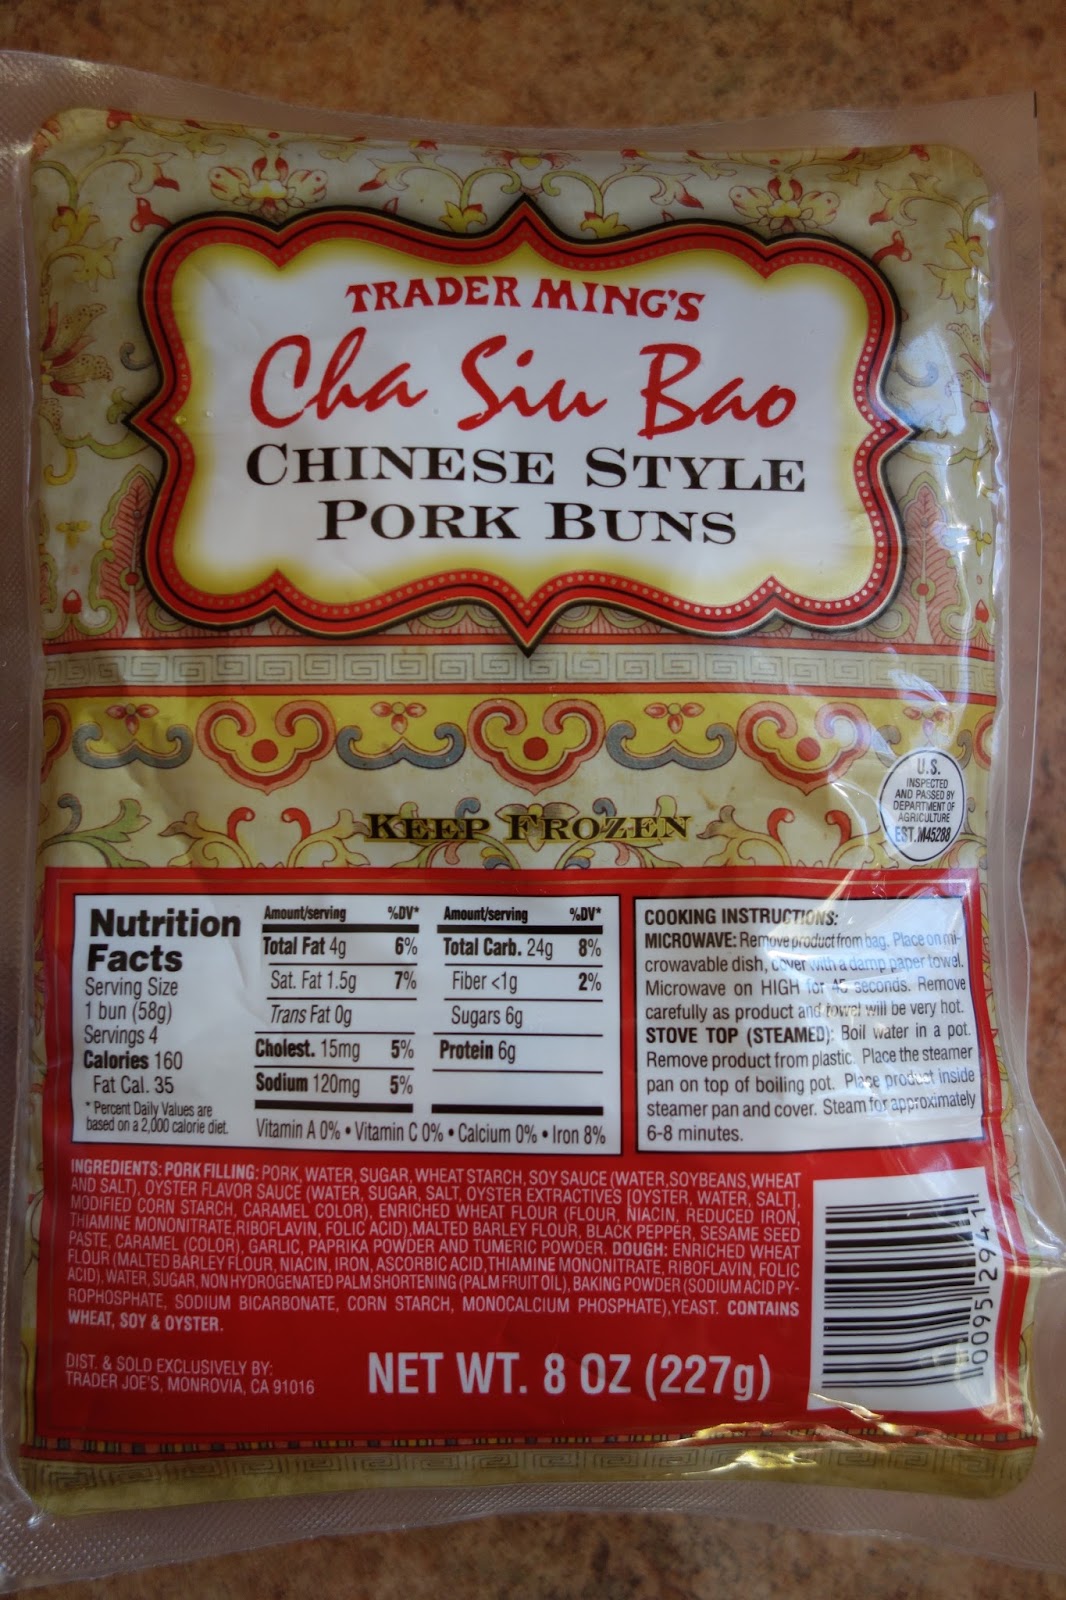 TRADER MING'S
Cha Siu Bao
CHINESE STYLE
PORK BUNS
U.S.
INSPECTED
AND PASSED BY
DEPARTMENT OF
AGRICULTURE
EST. M45288
KEEP FROZEN
Nutrition
Facts
Serving Size
1 bun (58g)
Servings 4
Calories 160
Fat Cal. 35
* Percent Daily Values are
based on a 2,000 calorie diet.
Amount/serving %DV*
Total Fat 4g 6%
Sat. Fat 1.5g 7%
Trans Fat 0g
Cholest. 15mg 5%
Sodium 120mg 5%
Amount/serving %DV*
Total Carb. 24g 8%
Fiber <1g 2%
Sugars 6g
Protein 6g
Vitamin A 0% • Vitamin C 0% • Calcium 0% • Iron 8%
COOKING INSTRUCTIONS:
MICROWAVE: Remove product from bag. Place on mi-
crowavable dish, cover with a damp paper towel.
Microwave on HIGH for 45 seconds. Remove
carefully as product and towel will be very hot.
STOVE TOP (STEAMED): Boil water in a pot.
Remove product from plastic. Place the steamer
pan on top of boiling pot. Place product inside
steamer pan and cover. Steam for approximately
6-8 minutes.
INGREDIENTS: PORK FILLING: PORK, WATER, SUGAR, WHEAT STARCH, SOY SAUCE (WATER, SOYBEANS, WHEAT
AND SALT), OYSTER FLAVOR SAUCE (WATER, SUGAR, SALT, OYSTER EXTRACTIVES [OYSTER, WATER, SALT],
MODIFIED CORN STARCH, CARAMEL COLOR), ENRICHED WHEAT FLOUR (FLOUR, NIACIN, REDUCED IRON,
THIAMINE MONONITRATE, RIBOFLAVIN, FOLIC ACID), MALTED BARLEY FLOUR, BLACK PEPPER, SESAME SEED
PASTE, CARAMEL (COLOR), GARLIC, PAPRIKA POWDER AND TUMERIC POWDER. DOUGH: ENRICHED WHEAT
FLOUR (MALTED BARLEY FLOUR, NIACIN, IRON, ASCORBIC ACID, THIAMINE MONONITRATE, RIBOFLAVIN, FOLIC
ACID), WATER, SUGAR, NON HYDROGENATED PALM SHORTENING (PALM FRUIT OIL), BAKING POWDER (SODIUM ACID PY-
ROPHOSPHATE, SODIUM BICARBONATE, CORN STARCH, MONOCALCIUM PHOSPHATE), YEAST. CONTAINS
WHEAT, SOY & OYSTER.
DIST. & SOLD EXCLUSIVELY BY:
TRADER JOE'S, MONROVIA, CA 91016
NET WT. 8 OZ (227g)